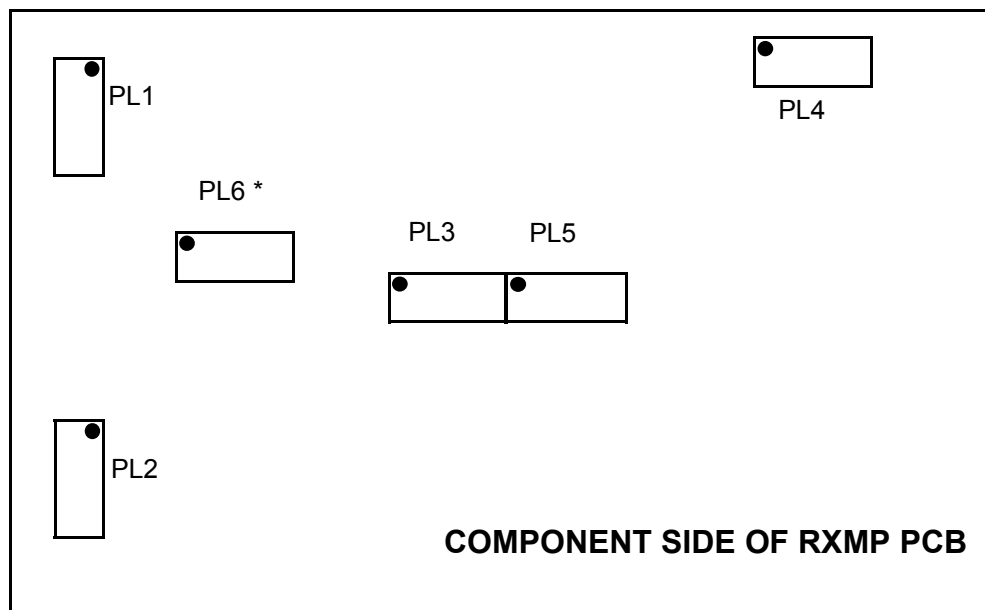 PL1
PL4
PL6 *
PL3
PL5
PL2
COMPONENT SIDE OF RXMP PCB